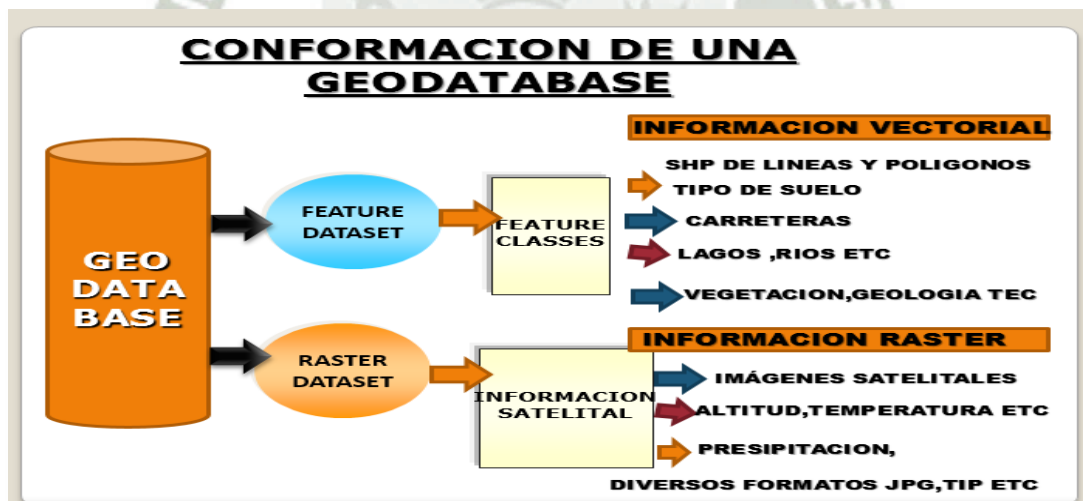 CONFORMACION DE UNA
GEODATABASE
GEO
DATA
BASE
FEATURE
DATASET
FEATURE
CLASSES
INFORMACION VECTORIAL
SHP DE LINEAS Y POLIGONOS
TIPO DE SUELO
CARRETERAS
LAGOS ,RIOS ETC
VEGETACION,GEOLOGIA TEC
RASTER
DATASET
INFORMACION
SATELITAL
INFORMACION RASTER
IMÁGENES SATELITALES
ALTITUD,TEMPERATURA ETC
PRESIPITACION,
DIVERSOS FORMATOS JPG,TIP ETC